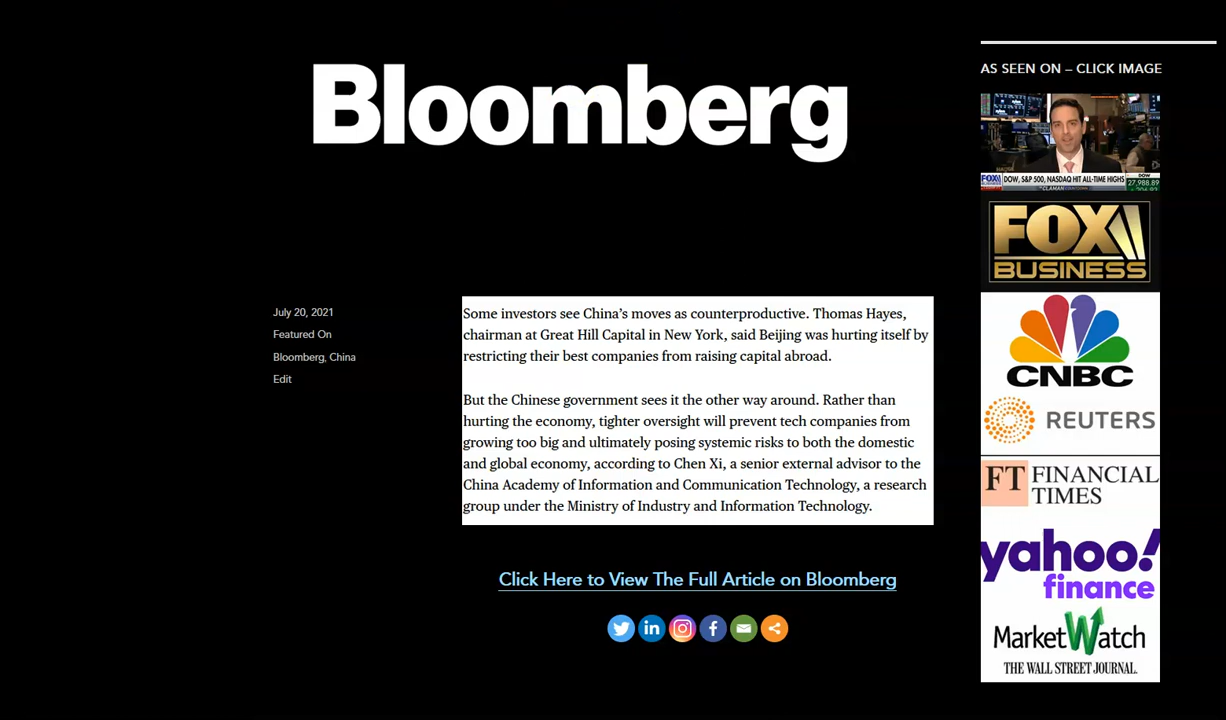 Bloomberg
AS SEEN ON – CLICK IMAGE
FOX
BUSINESS
DOW, S&P 500, NASDAQ HIT ALL-TIME HIGHS
DOW
27,988.89
CLAMAN
FOX
BUSINESS
CNBC
REUTERS
FT FINANCIAL
TIMES
yahoo!
finance
MarketWatch
THE WALL STREET JOURNAL.
July 20, 2021
Featured On
Bloomberg, China
Edit
Some investors see China’s moves as counterproductive. Thomas Hayes,
chairman at Great Hill Capital in New York, said Beijing was hurting itself by
restricting their best companies from raising capital abroad.
But the Chinese government sees it the other way around. Rather than
hurting the economy, tighter oversight will prevent tech companies from
growing too big and ultimately posing systemic risks to both the domestic
and global economy, according to Chen Xi, a senior external advisor to the
China Academy of Information and Communication Technology, a research
group under the Ministry of Industry and Information Technology.
Click Here to View The Full Article on Bloomberg